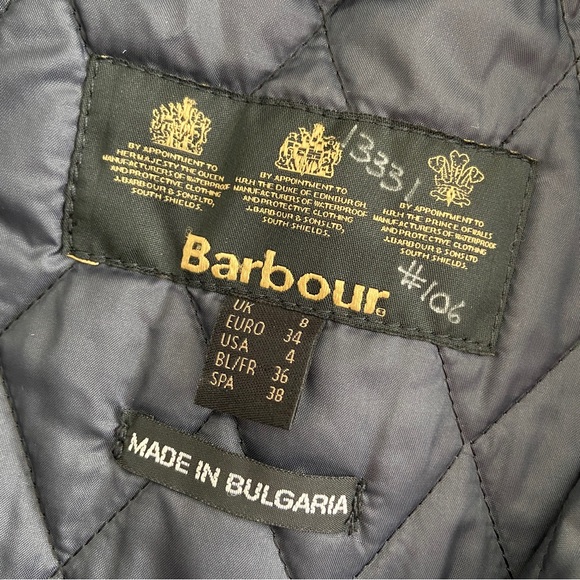 BY APPOINTMENT TO
HER MAJESTY THE QUEEN
MANUFACTURERS OF WATERPROOF
AND PROTECTIVE CLOTHING
J.BARBOUR & SONS LTD.
SOUTH SHIELDS.
BY APPOINTMENT TO
H.R.H. THE DUKE OF EDINBURGH
MANUFACTURERS OF WATERPROOF
AND PROTECTIVE CLOTHING
J.BARBOUR & SONS LTD.
SOUTH SHIELDS.
13331
BY APPOINTMENT TO
H.R.H. THE PRINCE OF WALES
MANUFACTURERS OF WATERPROOF
AND PROTECTIVE CLOTHING
J.BARBOUR & SONS LTD.
SOUTH SHIELDS.
Barbour
#106
UK 8
EURO 34
USA 4
BL/FR 36
SPA 38
MADE IN BULGARIA